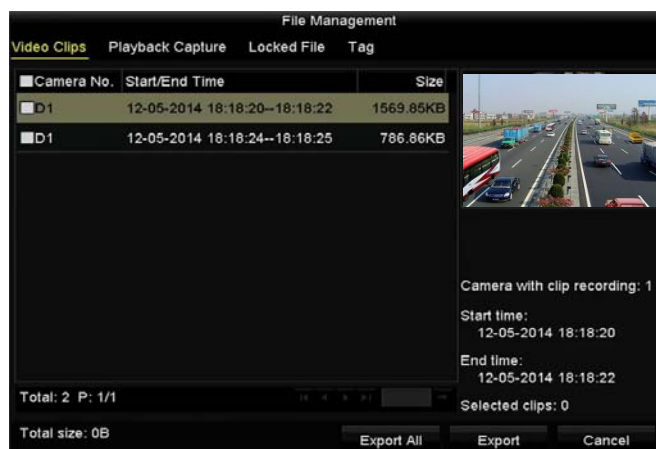 File Management
Video Clips Playback Capture Locked File Tag
Camera No. Start/End Time Size
D1 12-05-2014 18:18:20--18:18:22 1569.85KB
D1 12-05-2014 18:18:24--18:18:25 786.86KB
Camera with clip recording: 1
Start time:
12-05-2014 18:18:20
End time:
12-05-2014 18:18:22
Total: 2 P: 1/1
Selected clips: 0
Total size: 0B
Export All Export Cancel